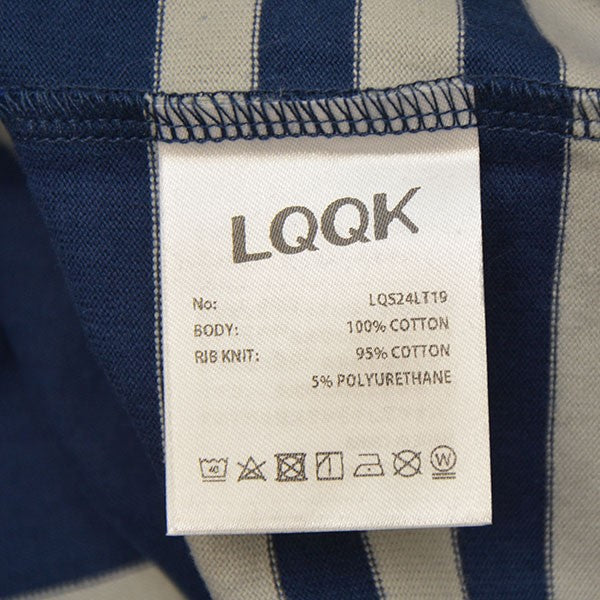 LQQK
No: LQS24LT19
BODY: 100% COTTON
RIB KNIT: 95% COTTON
5% POLYURETHANE
40 W